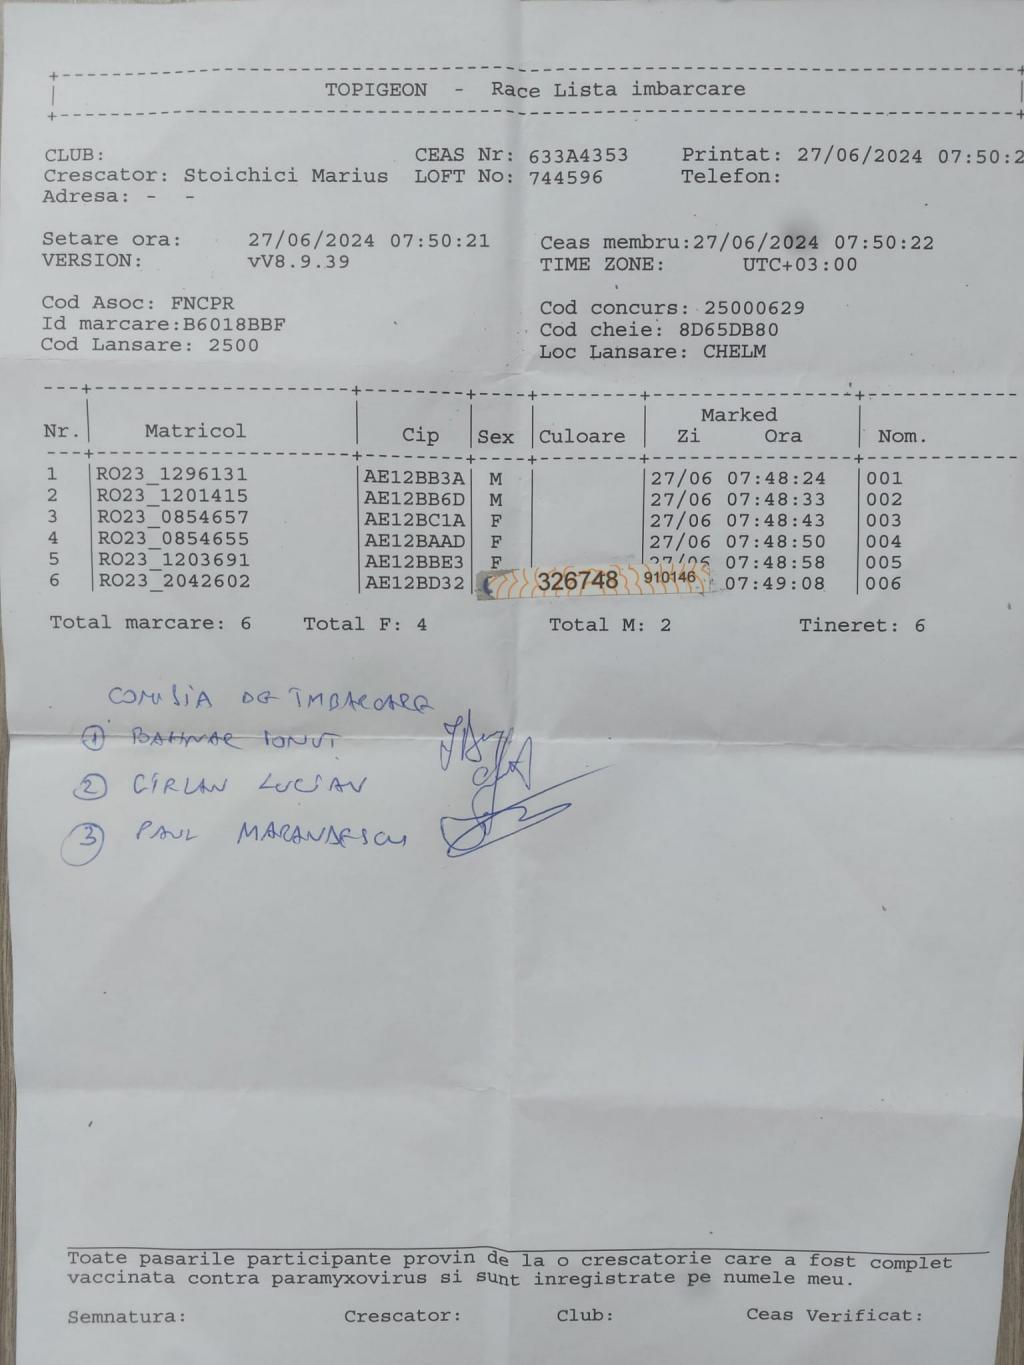 TOPIGEON - Race Lista imbarcare
CLUB: CEAS Nr: 633A4353 Printat: 27/06/2024 07:50:2
Crescator: Stoichici Marius LOFT No: 744596 Telefon:
Adresa: - -
Setare ora: 27/06/2024 07:50:21 Ceas membru:27/06/2024 07:50:22
VERSION: vV8.9.39 TIME ZONE: UTC+03:00
Cod Asoc: FNCPR Cod concurs: 25000629
Id marcare:B6018BBF Cod cheie: 8D65DB80
Cod Lansare: 2500 Loc Lansare: CHELM
Marked
Nr. Matricol Cip Sex Culoare Zi Ora Nom.
1 RO23_1296131 AE12BB3A M 27/06 07:48:24 001
2 RO23_1201415 AE12BB6D M 27/06 07:48:33 002
3 RO23_0854657 AE12BC1A F 27/06 07:48:43 003
4 RO23_0854655 AE12BAAD F 27/06 07:48:50 004
5 RO23_1203691 AE12BBE3 F 27/06 07:48:58 005
6 RO23_2042602 AE12BD32 326748 910146 07:49:08 006
Total marcare: 6 Total F: 4 Total M: 2 Tineret: 6
COMISIA DE IMBARCARE
1 BAHNAR IONUT
2 CIRLAN LUCIAN
3 PAUL MARANDESCU
Toate pasarile participante provin de la o crescatorie care a fost complet
vaccinata contra paramyxovirus si sunt inregistrate pe numele meu.
Semnatura: Crescator: Club: Ceas Verificat: